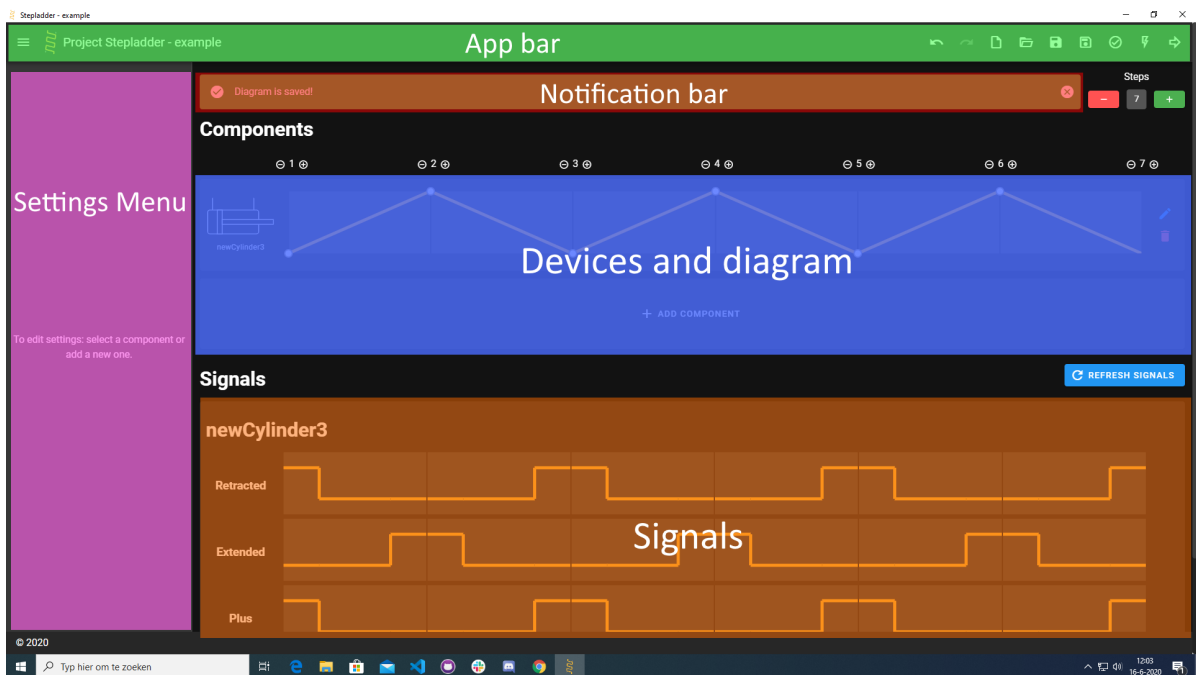 Stepladder - example
Project Stepladder - example
App bar
Diagram is saved!
Notification bar
Steps
7
Components
1 2 3 4 5 6 7
Settings Menu
newCylinder3
Devices and diagram
ADD COMPONENT
To edit settings: select a component or
add a new one.
Signals
REFRESH SIGNALS
newCylinder3
Retracted
Signals
Extended
Plus
© 2020
Typ hier om te zoeken
12:03
16-6-2020